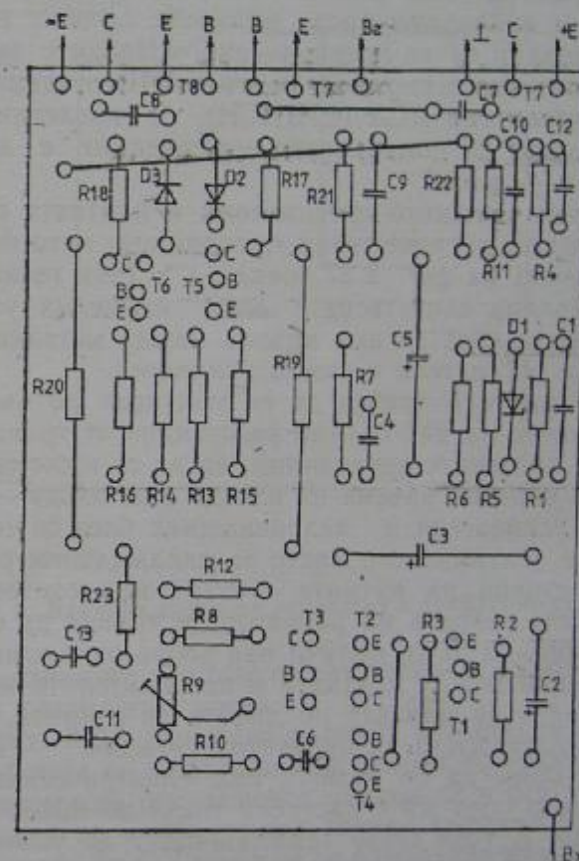 -E C E B B E B2 ⊥ C +E
T8 T7 T7
C8 C7
C10 C12
R18 D3 D2 R17 R21 C9 R22
R11 R4
C T6 T5 C
B B
E E
C5 D1 C1
R20 R19 R7
C4
R16 R14 R13 R15 R6 R5 R1
C3
R12
R23
R8 T3 T2 R3 R2
C E E
C13 B B B
R9 E C C C2
C11 T1
R10 C6 B
C
E
T4